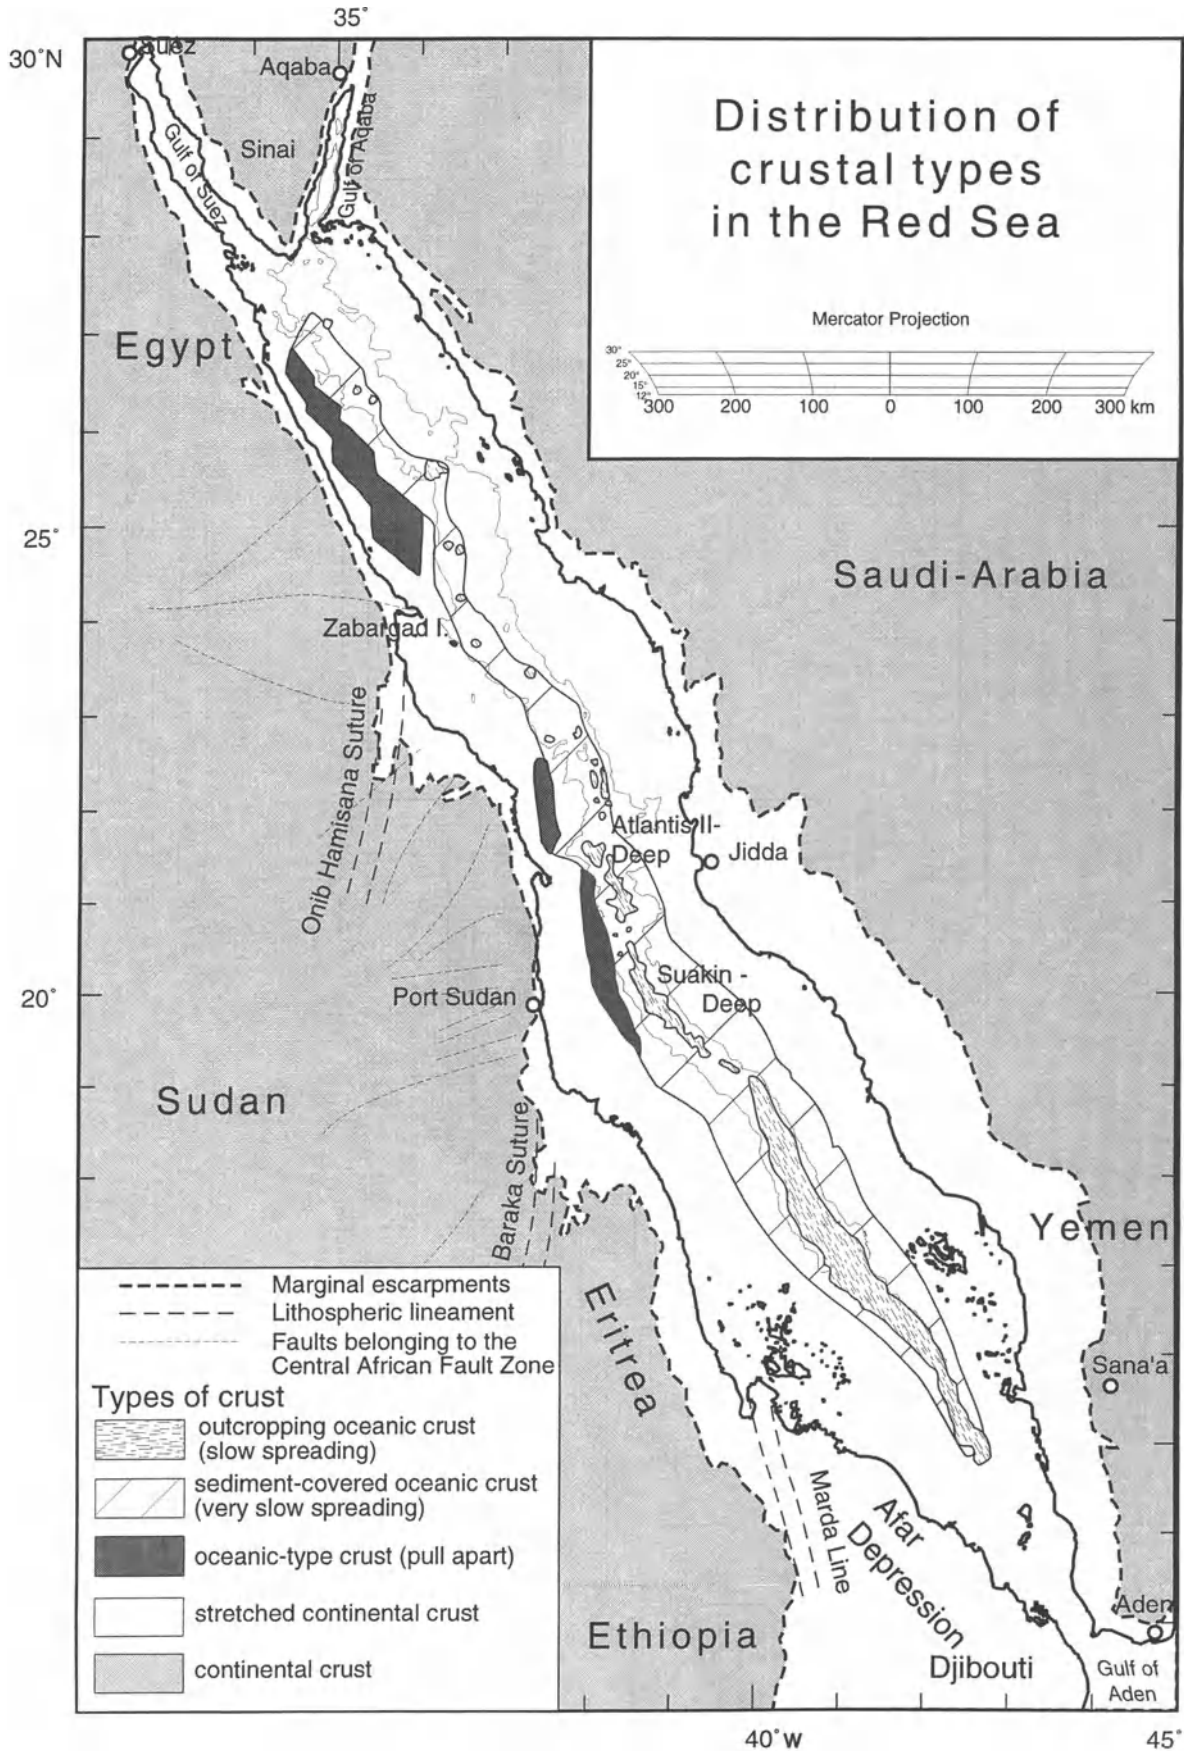 35°
30°N
Suez
Aqaba
Gulf of Suez
Sinai
Gulf of Aqaba
Distribution of
crustal types
in the Red Sea
Mercator Projection
30°
25°
20°
15°
12°
300 200 100 0 100 200 300 km
Egypt
25°
Saudi-Arabia
Zabargad I.
Onib Hamisana Suture
Atlantis II-
Deep
Jidda
20°
Port Sudan
Suakin -
Deep
Sudan
Baraka Suture
Yemen
Eritrea
Sana'a
Marginal escarpments
Lithospheric lineament
Faults belonging to the
Central African Fault Zone
Types of crust
outcropping oceanic crust
(slow spreading)
sediment-covered oceanic crust
(very slow spreading)
oceanic-type crust (pull apart)
stretched continental crust
continental crust
Marda Line
Afar
Depression
Ethiopia
Djibouti
Aden
Gulf of
Aden
40°W
45°